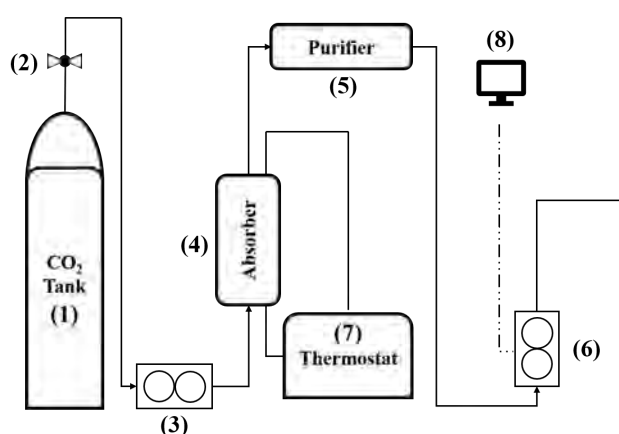 (2)
Purifier
(5)
(8)
CO₂
Tank
(1)
(4)
Absorber
(7)
Thermostat
(3)
(6)